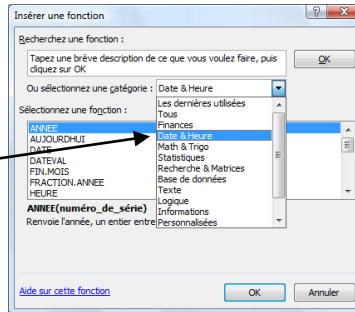 Insérer une fonction
Recherchez une fonction :
Tapez une brève description de ce que vous voulez faire, puis
cliquez sur OK
OK
Ou sélectionnez une catégorie : Date & Heure
Les dernières utilisées
Tous
Finances
Date & Heure
Math & Trigo
Statistiques
Recherche & Matrices
Base de données
Texte
Logique
Informations
Personnalisées
Sélectionnez une fonction :
ANNEE
AUJOURDHUI
DATE
DATEVAL
FIN.MOIS
FRACTION.ANNEE
HEURE
ANNEE(numéro_de_série)
Renvoie l'année, un entier entre
Aide sur cette fonction
OK
Annuler